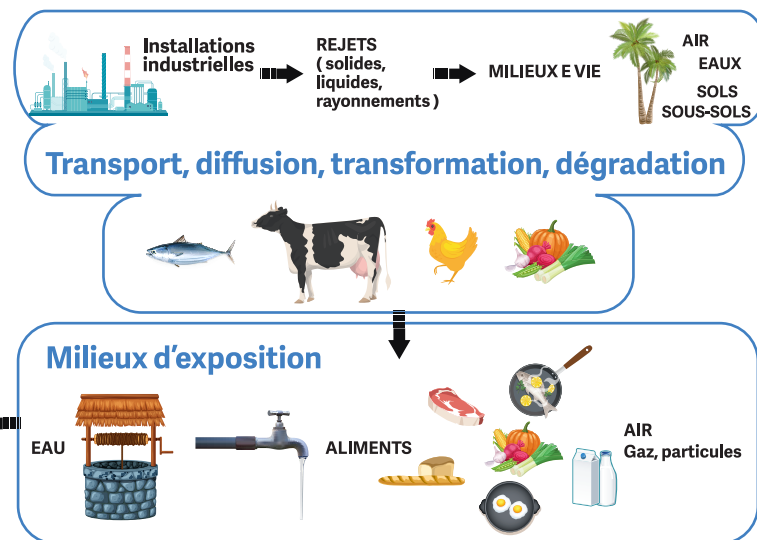 Installations
industrielles
REJETS
( solides,
liquides,
rayonnements )
MILIEUX E VIE
AIR
EAUX
SOLS
SOUS-SOLS
Transport, diffusion, transformation, dégradation
Milieux d’exposition
EAU
ALIMENTS
AIR
Gaz, particules